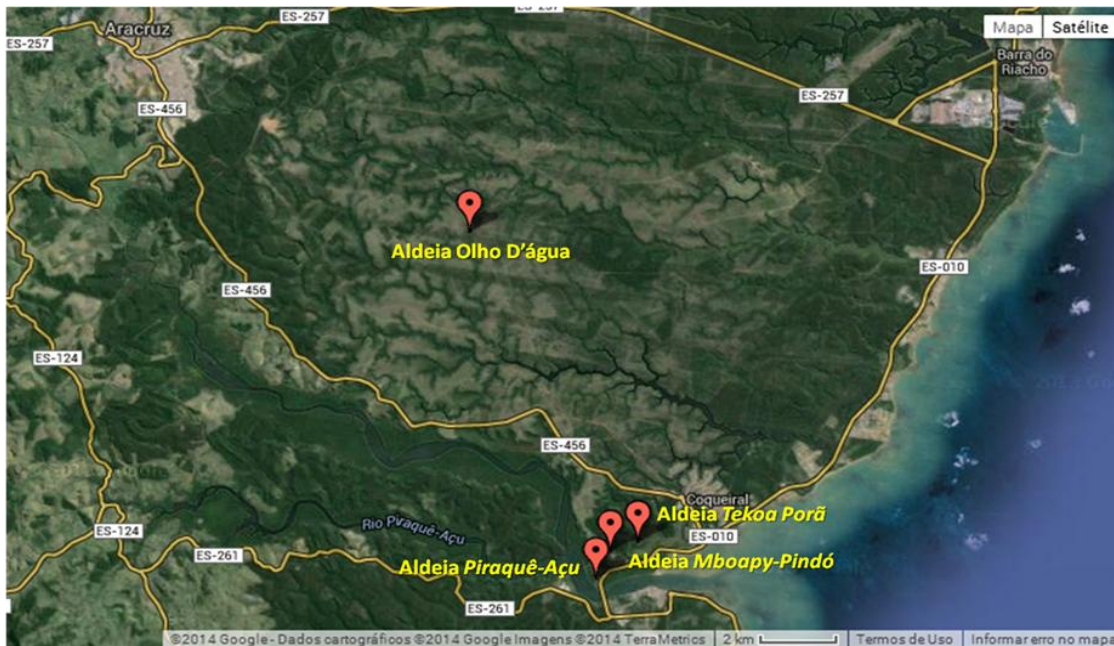 ES-257
Mapa
Satélite
Aracruz
ES-257
Barra do
Riacho
ES-456
ES-257
Aldeia Olho D'água
ES-010
ES-456
ES-124
ES-456
Coqueiral
Aldeia Tekoa Porã
Rio Piraquê-Açu
ES-124
ES-010
ES-261
Aldeia Piraquê-Açu
Aldeia Mboapy-Pindó
ES-261
©2014 Google - Dados cartográficos ©2014 Google Imagens ©2014 TerraMetrics
2 km
Termos de Uso
Informar erro no mapa